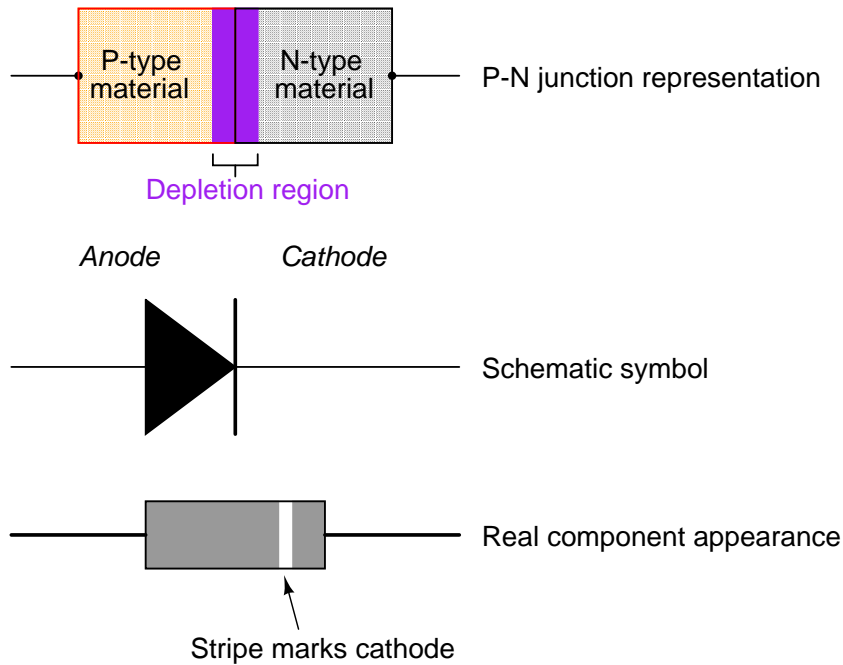 P-type
material
N-type
material
P-N junction representation
Depletion region
Anode
Cathode
Schematic symbol
Real component appearance
Stripe marks cathode